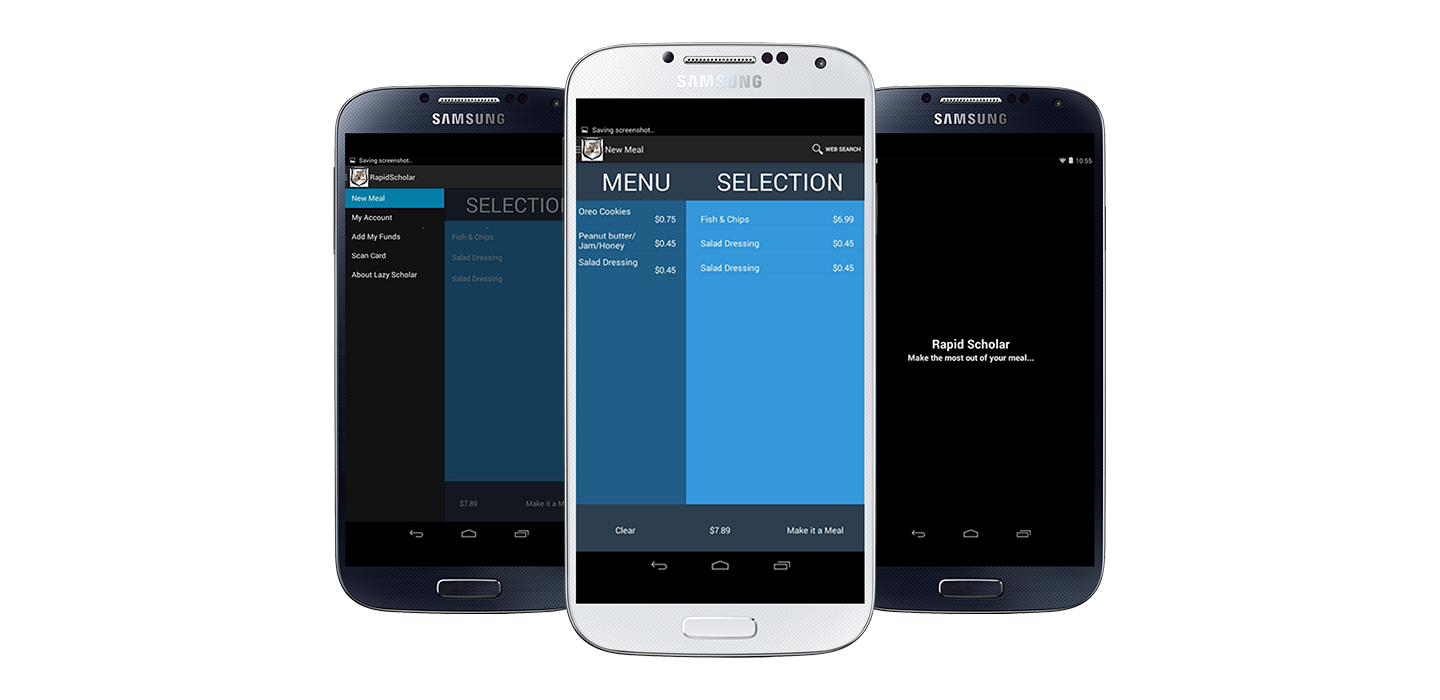 SAMSUNG
Saving screenshot...
RapidScholar
New Meal
My Account
Add My Funds
Scan Card
About Lazy Scholar
SELECTIO
Fish & Chips
Salad Dressing
Salad Dressing
$7.89 Make it a M
SAMSUNG
Saving screenshot...
New Meal WEB SEARCH
MENU SELECTION
Oreo Cookies $0.75
Peanut butter/
Jam/Honey $0.45
Salad Dressing $0.45
Fish & Chips $6.99
Salad Dressing $0.45
Salad Dressing $0.45
Clear $7.89 Make it a Meal
SAMSUNG
10:55
Rapid Scholar
Make the most out of your meal...